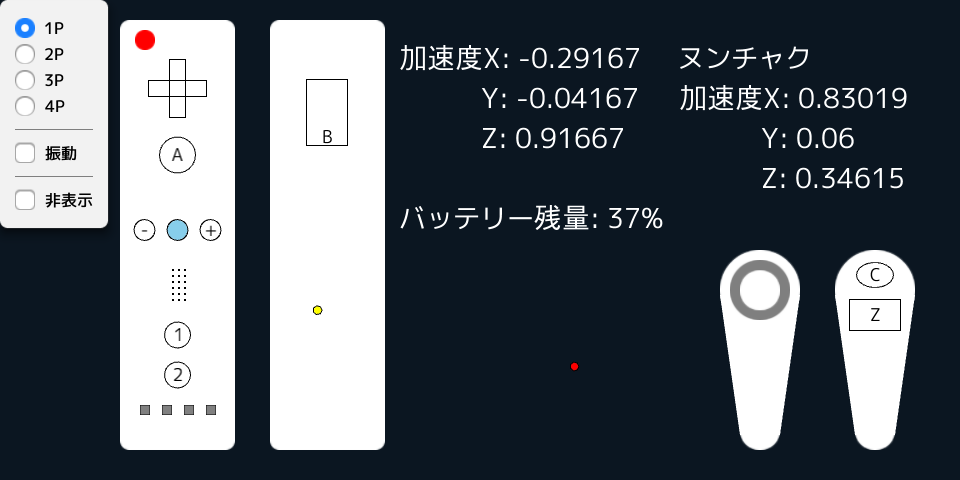 1P
2P
3P
4P
振動
非表示
A
- +
1
2
B
加速度X: -0.29167
Y: -0.04167
Z: 0.91667
バッテリー残量: 37%
ヌンチャク
加速度X: 0.83019
Y: 0.06
Z: 0.34615
C
Z